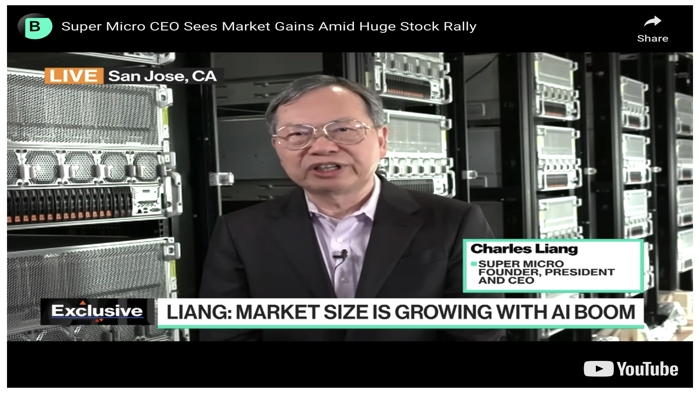 B
Super Micro CEO Sees Market Gains Amid Huge Stock Rally
Share
LIVE San Jose, CA
Charles Liang
SUPER MICRO
FOUNDER, PRESIDENT
AND CEO
Exclusive
LIANG: MARKET SIZE IS GROWING WITH AI BOOM
YouTube